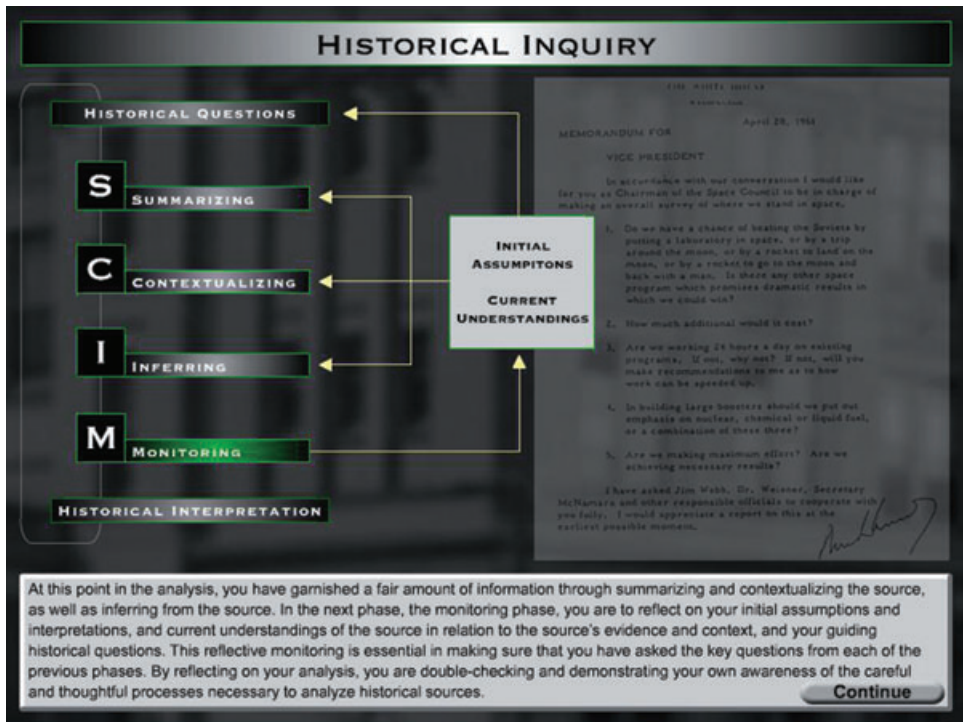 HISTORICAL INQUIRY
HISTORICAL QUESTIONS
S
SUMMARIZING
C
CONTEXTUALIZING
I
INFERRING
M
MONITORING
HISTORICAL INTERPRETATION
INITIAL
ASSUMPITONS
CURRENT
UNDERSTANDINGS
THE WHITE HOUSE
WASHINGTON
April 20, 1961
MEMORANDUM FOR
VICE PRESIDENT
In accordance with our conversation I would like
for you as Chairman of the Space Council to be in charge of
making an overall survey of where we stand in space.
1. Do we have a chance of beating the Soviets by
putting a laboratory in space, or by a trip
around the moon, or by a rocket to land on the
moon, or by a rocket to go to the moon and
back with a man. Is there any other space
program which promises dramatic results in
which we could win?
2. How much additional would it cost?
3. Are we working 24 hours a day on existing
programs. If not, why not? If not, will you
make recommendations to me as to how
work can be speeded up.
4. In building large boosters should we put out
emphasis on nuclear, chemical or liquid fuel,
or a combination of these three?
5. Are we making maximum effort? Are we
achieving necessary results?
I have asked Jim Webb, Dr. Weisner, Secretary
McNamara and other responsible officials to cooperate with
you fully. I would appreciate a report on this at the
earliest possible moment.
At this point in the analysis, you have garnished a fair amount of information through summarizing and contextualizing the source,
as well as inferring from the source. In the next phase, the monitoring phase, you are to reflect on your initial assumptions and
interpretations, and current understandings of the source in relation to the source's evidence and context, and your guiding
historical questions. This reflective monitoring is essential in making sure that you have asked the key questions from each of the
previous phases. By reflecting on your analysis, you are double-checking and demonstrating your own awareness of the careful
and thoughtful processes necessary to analyze historical sources.
Continue